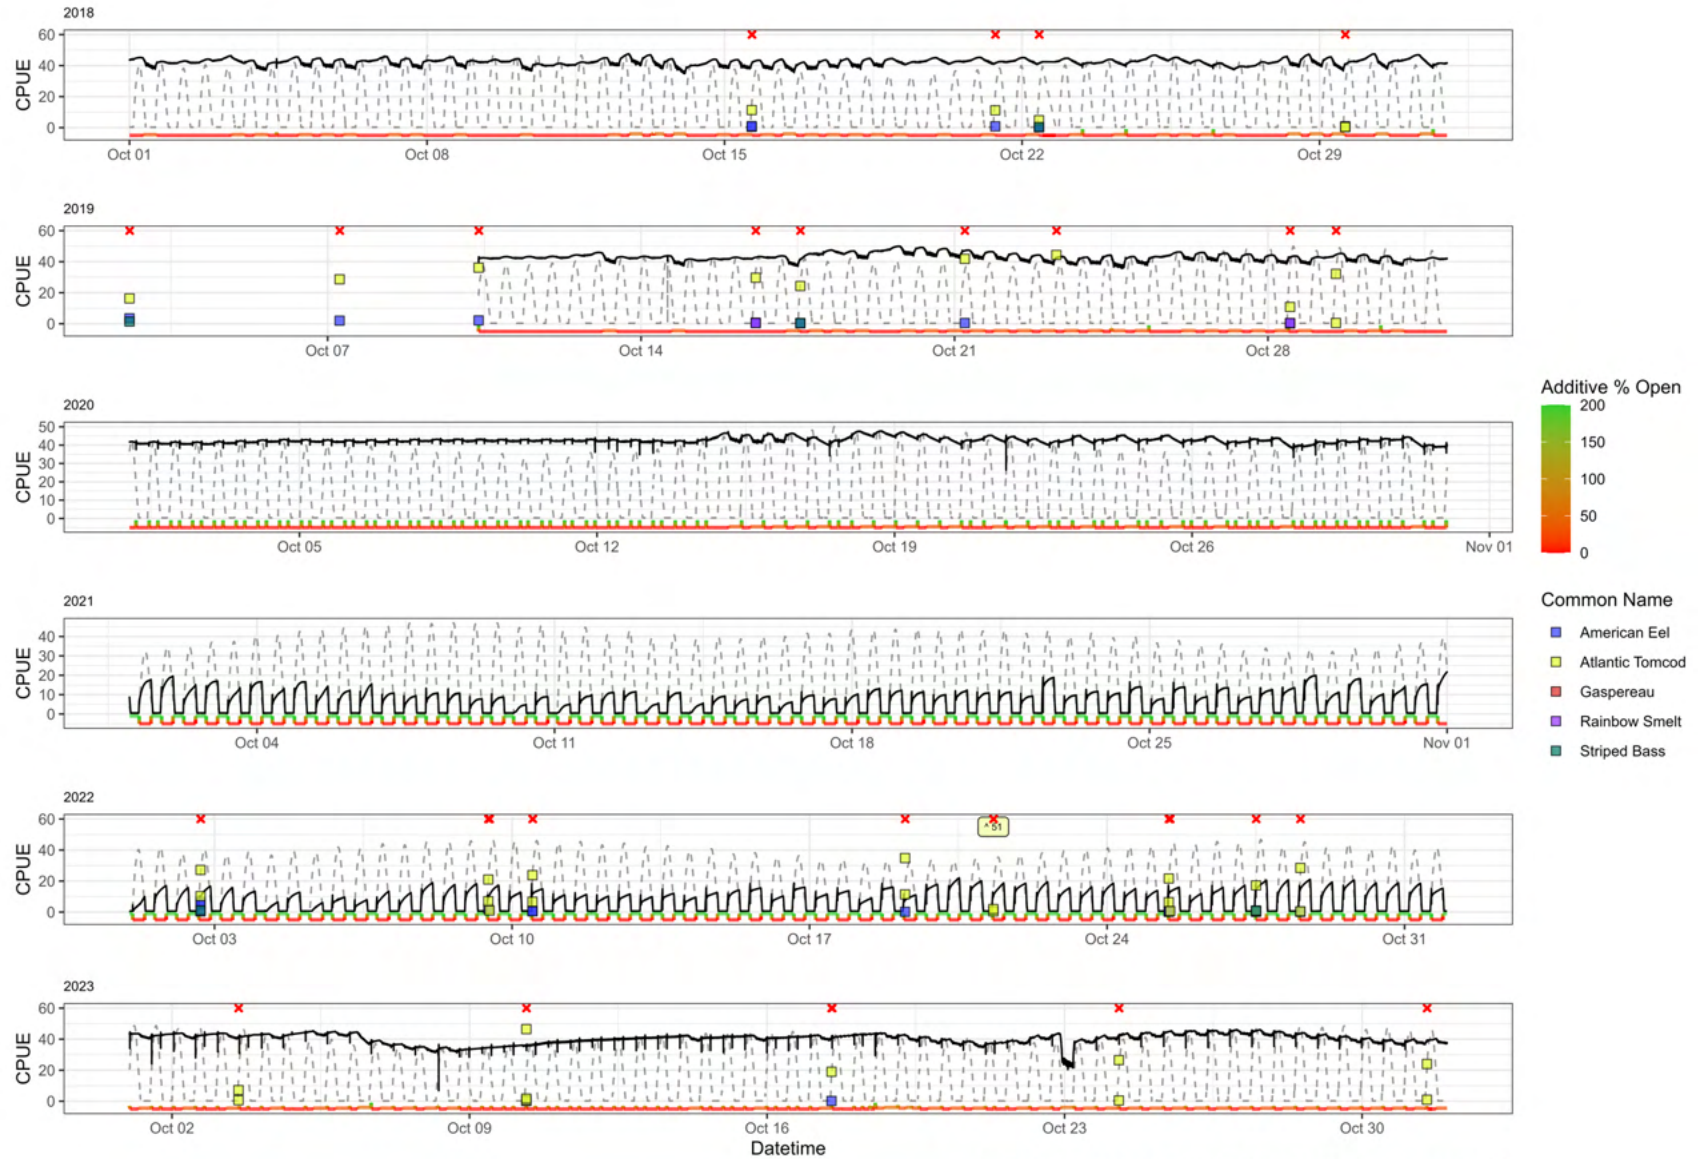 2018
CPUE
60
40
20
0
Oct 01 Oct 08 Oct 15 Oct 22 Oct 29
2019
CPUE
60
40
20
0
Oct 07 Oct 14 Oct 21 Oct 28
2020
CPUE
50
40
30
20
10
0
Oct 05 Oct 12 Oct 19 Oct 26 Nov 01
Additive % Open
200
150
100
50
0
2021
CPUE
40
30
20
10
0
Oct 04 Oct 11 Oct 18 Oct 25 Nov 01
Common Name
American Eel
Atlantic Tomcod
Gaspereau
Rainbow Smelt
Striped Bass
2022
CPUE
60
40
20
0
^ 51
Oct 03 Oct 10 Oct 17 Oct 24 Oct 31
2023
CPUE
60
40
20
0
Oct 02 Oct 09 Oct 16 Oct 23 Oct 30
Datetime